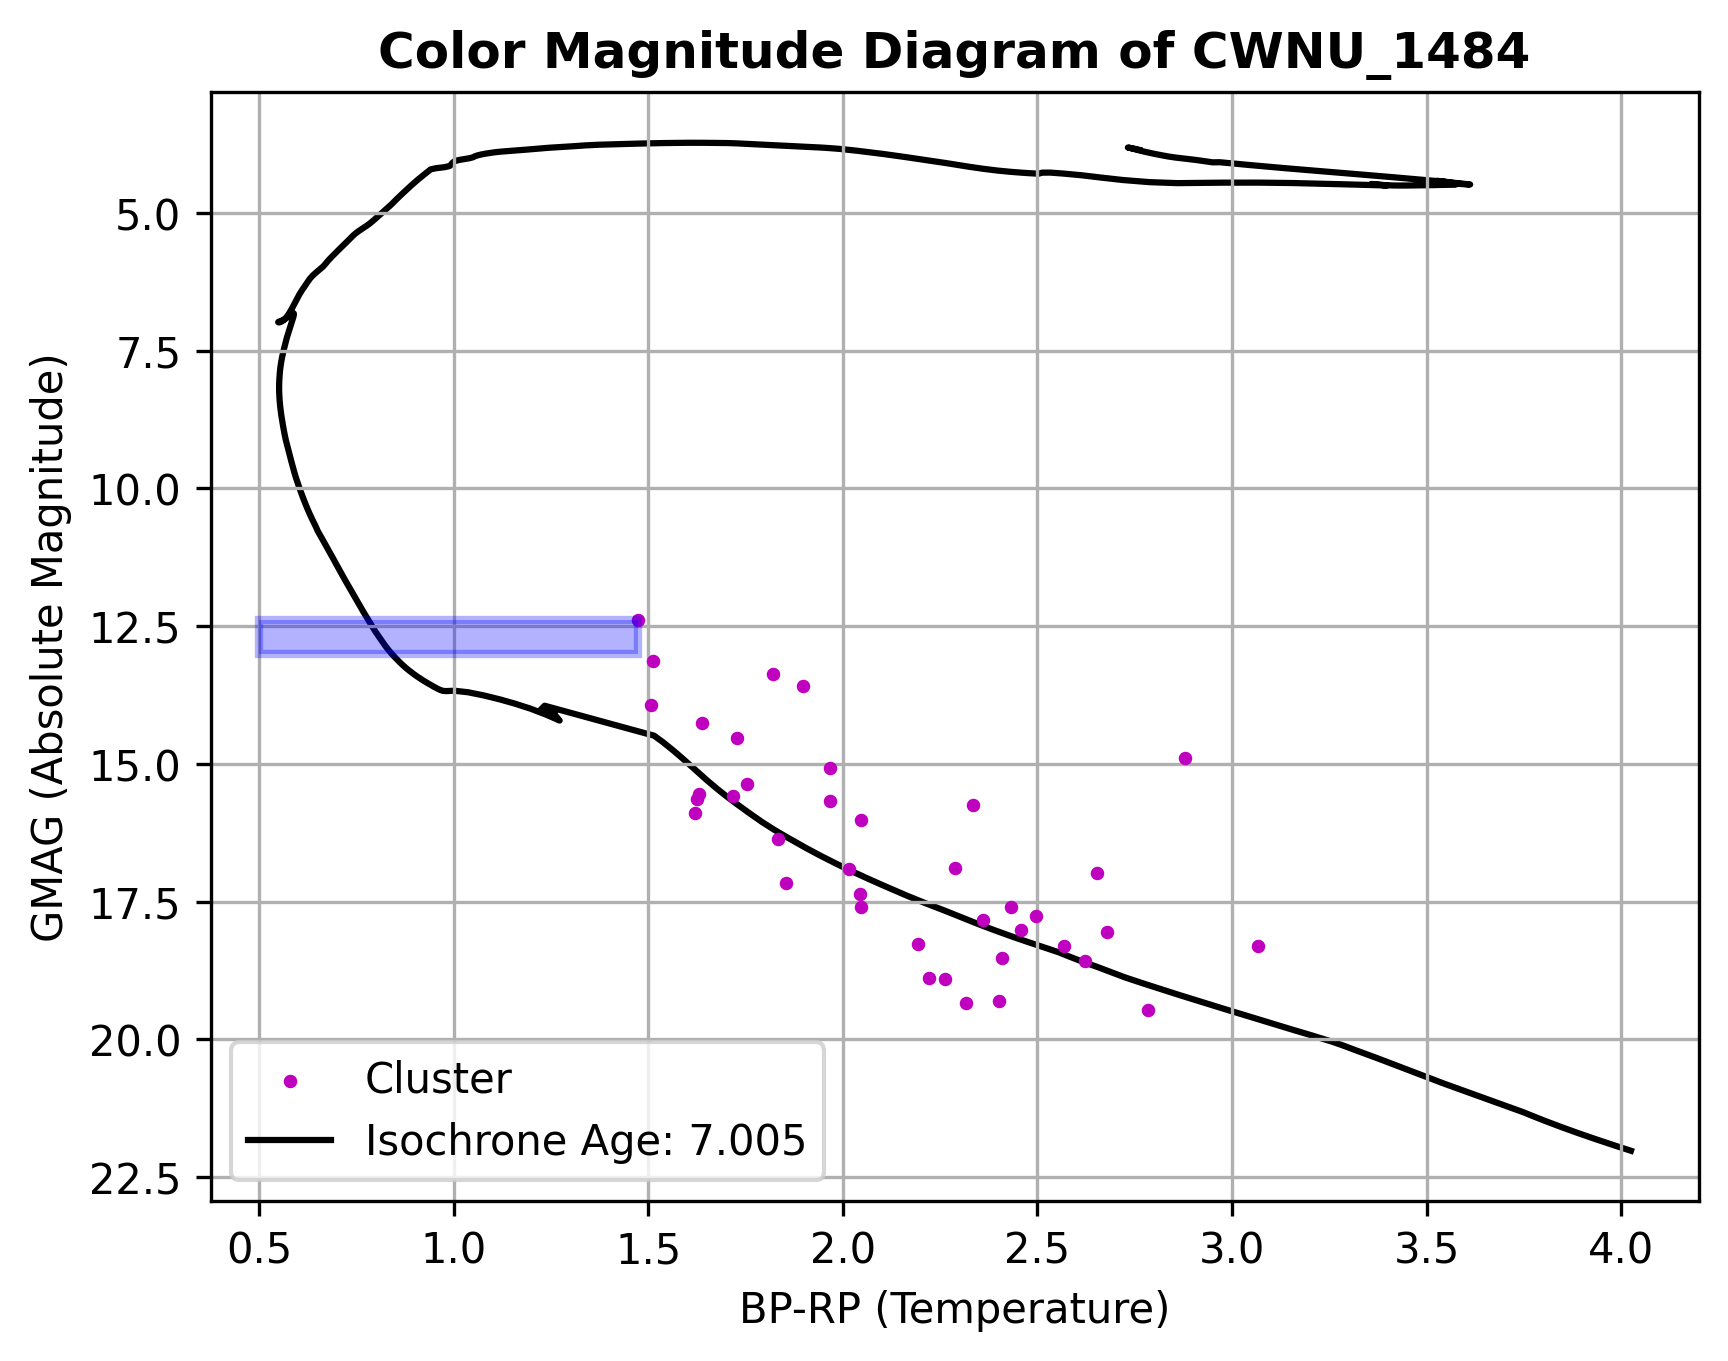 Color Magnitude Diagram of CWNU_1484
GMAG (Absolute Magnitude)
5.0
7.5
10.0
12.5
15.0
17.5
20.0
22.5
Cluster
Isochrone Age: 7.005
0.5 1.0 1.5 2.0 2.5 3.0 3.5 4.0
BP-RP (Temperature)